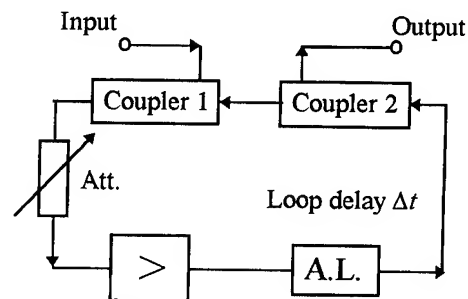 Input
Output
Coupler 1
Coupler 2
Att.
Loop delay Δt
>
A.L.